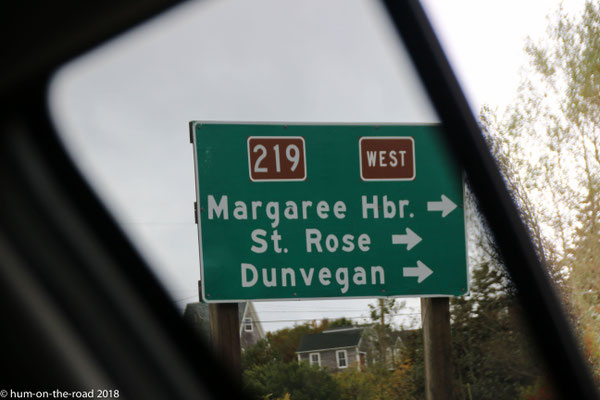 219 WEST
Margaree Hbr. →
St. Rose →
Dunvegan →
© hum-on-the-road 2018